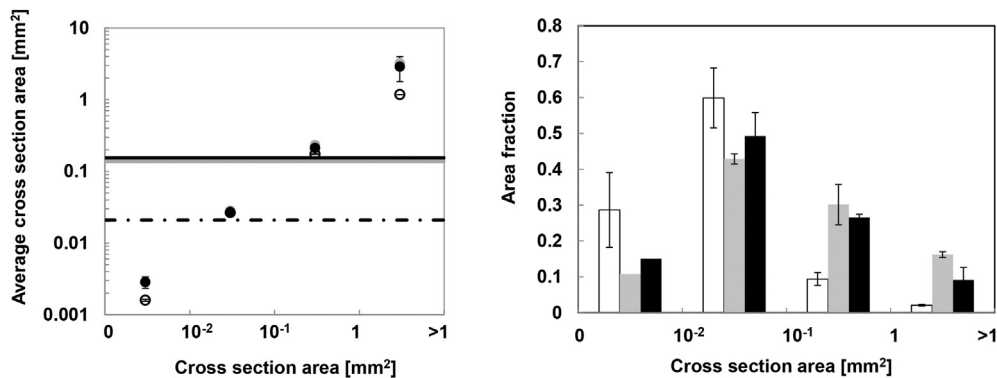 Average cross section area [mm²]
10
1
0.1
0.01
0.001
0 10⁻² 10⁻¹ 1 >1
Cross section area [mm²]
Area fraction
0.8
0.7
0.6
0.5
0.4
0.3
0.2
0.1
0
0 10⁻² 10⁻¹ 1 >1
Cross section area [mm²]